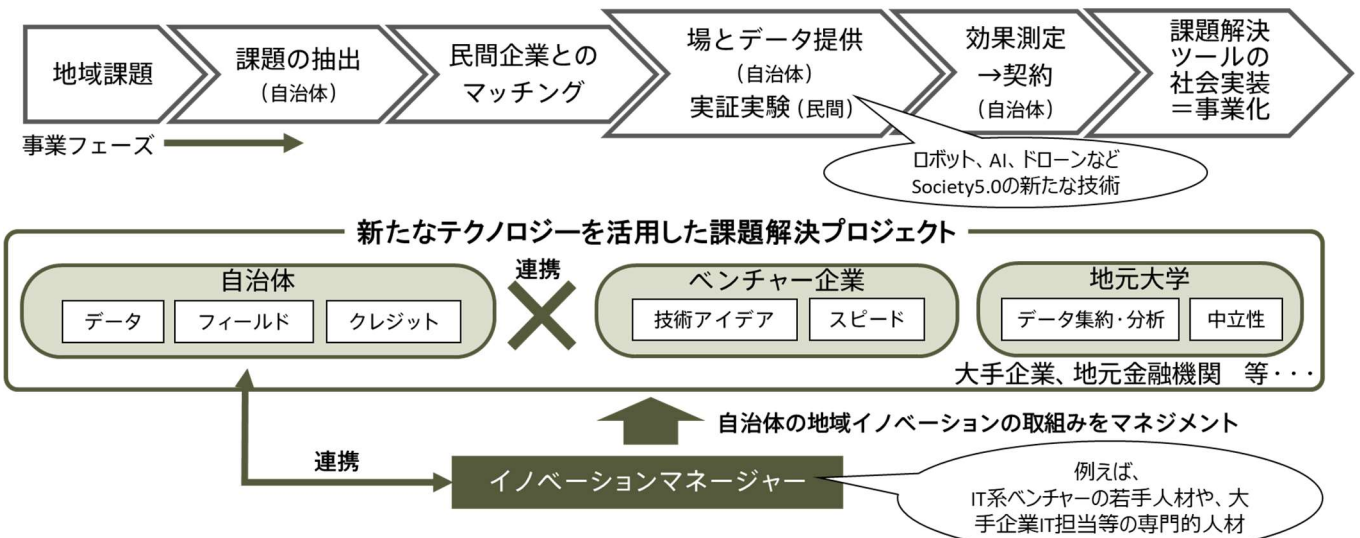 地域課題
課題の抽出
（自治体）
民間企業との
マッチング
場とデータ提供
（自治体）
実証実験（民間）
効果測定
→契約
（自治体）
課題解決
ツールの
社会実装
＝事業化
事業フェーズ
ロボット、AI、ドローンなど
Society5.0の新たな技術
新たなテクノロジーを活用した課題解決プロジェクト
自治体
データ
フィールド
クレジット
連携
ベンチャー企業
技術アイデア
スピード
地元大学
データ集約・分析
中立性
大手企業、地元金融機関　等・・・
自治体の地域イノベーションの取組みをマネジメント
連携
イノベーションマネージャー
例えば、
IT系ベンチャーの若手人材や、大
手企業IT担当等の専門的人材